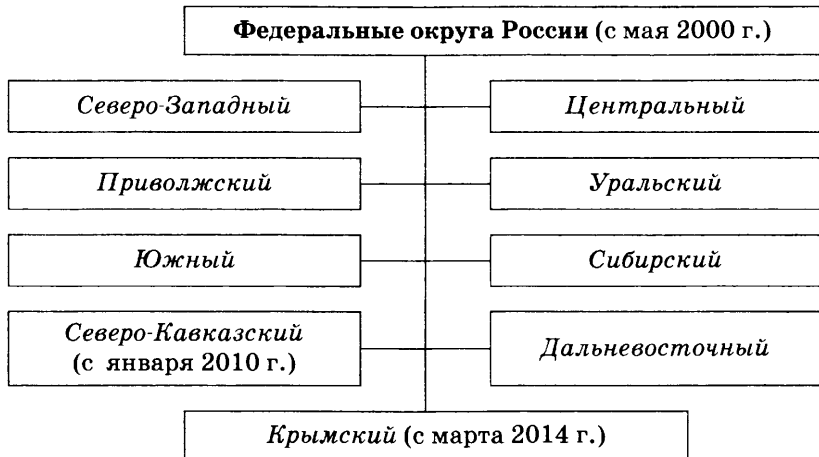 Федеральные округа России (с мая 2000 г.)
Северо-Западный
Центральный
Приволжский
Уральский
Южный
Сибирский
Северо-Кавказский
(с января 2010 г.)
Дальневосточный
Крымский (с марта 2014 г.)